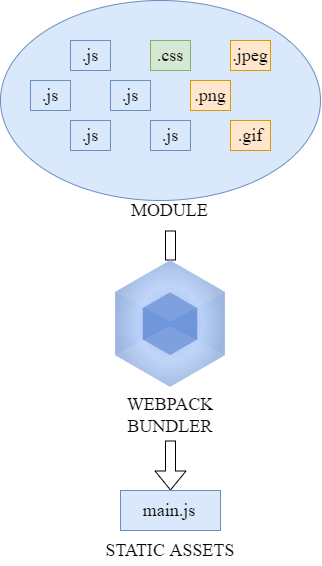 .js .css .jpeg
.js .js .png
.js .js .gif
MODULE
WEBPACK
BUNDLER
main.js
STATIC ASSETS